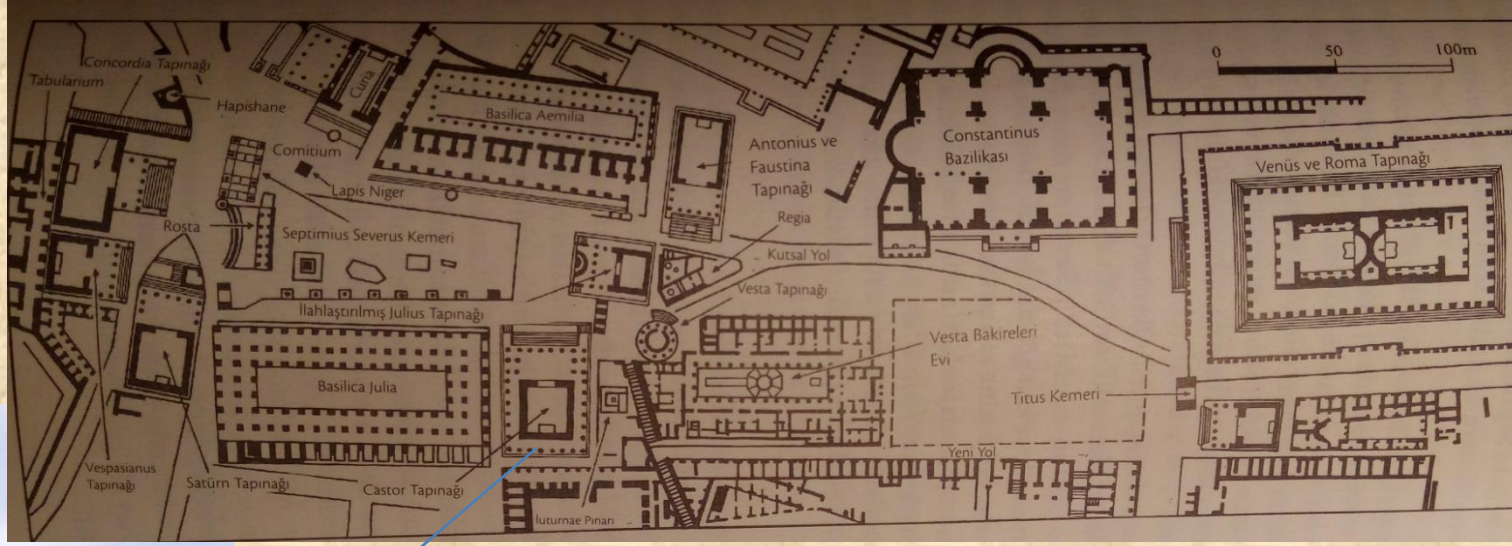 Concordia Tapınağı
Tabularium
Hapishane
Curia
Basilica Aemilia
Comitium
Lapis Niger
Rosta
Septimius Severus Kemeri
Antonius ve
Faustina
Tapınağı
Regia
Constantinus
Bazilikası
0 50 100m
Venüs ve Roma Tapınağı
Kutsal Yol
Vesta Tapınağı
İlahlaştırılmış Julius Tapınağı
Vesta Bakireleri
Evi
Basilica Julia
Titus Kemeri
Yeni Yol
Vespasianus
Tapınağı
Satürn Tapınağı
Castor Tapınağı
Iuturnae Pınarı